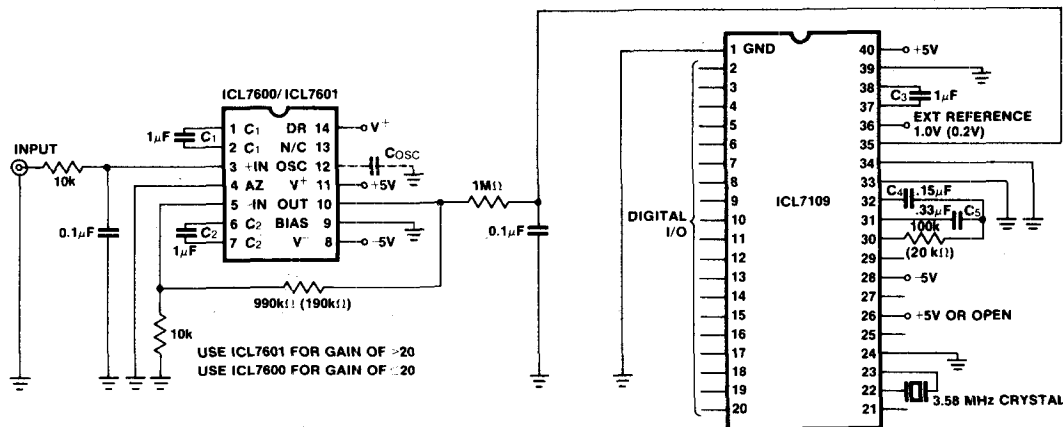 ICL7600/ICL7601
1 C₁ DR 14 V⁺
2 C₁ N/C 13
3 +IN OSC 12
4 AZ V⁺ 11 +5V
5 -IN OUT 10
6 C₂ BIAS 9
7 C₂ V⁻ 8 -5V
1µF C₁
C₂
1µF
COSC
INPUT
10k
0.1µF
990kΩ (190kΩ)
10k
1MΩ
0.1µF
USE ICL7601 FOR GAIN OF >20
USE ICL7600 FOR GAIN OF 20
ICL7109
DIGITAL
I/O
1 GND
2
3
4
5
6
7
8
9
10
11
12
13
14
15
16
17
18
19
20
40 +5V
39
38
C₃ 1µF
37
EXT REFERENCE
36 1.0V (0.2V)
35
34
33
32 C₄ .15µF
31 .33µF C₅
100k
30
(20 kΩ)
29
28 -5V
27
26 +5V OR OPEN
25
24
23
22 3.58 MHz CRYSTAL
21